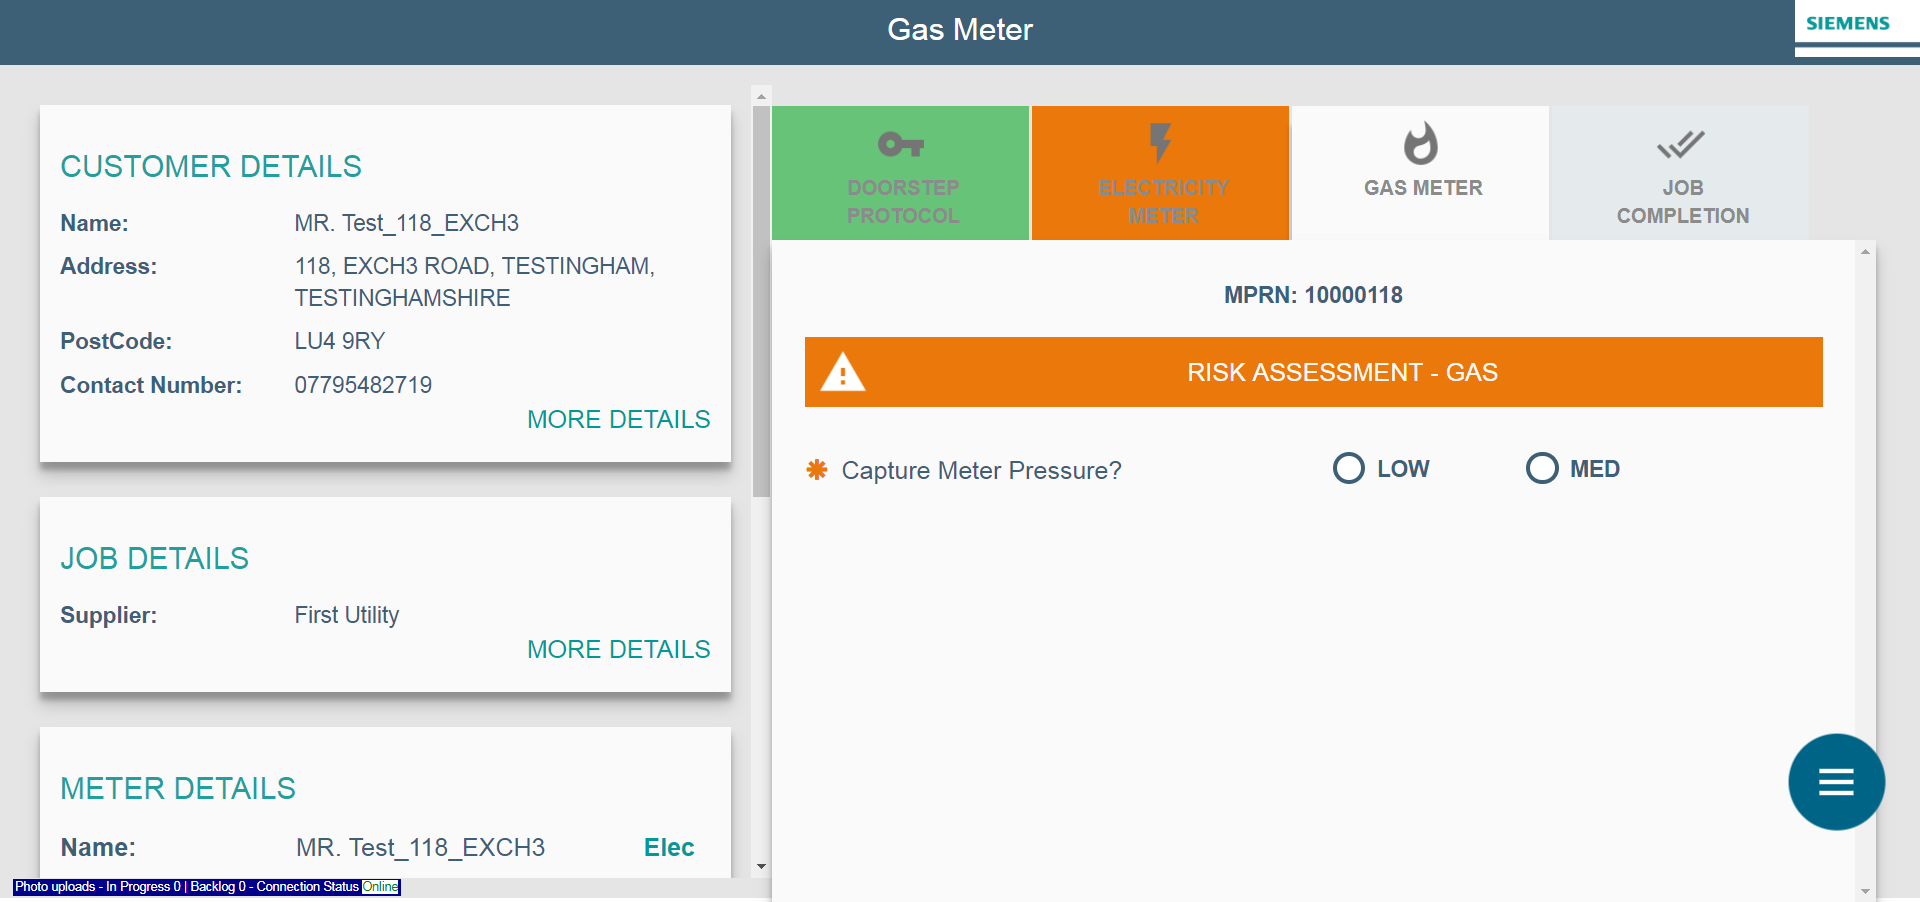 Gas Meter
SIEMENS
CUSTOMER DETAILS
Name: MR. Test_118_EXCH3
Address: 118, EXCH3 ROAD, TESTINGHAM,
TESTINGHAMSHIRE
PostCode: LU4 9RY
Contact Number: 07795482719
MORE DETAILS
JOB DETAILS
Supplier: First Utility
MORE DETAILS
METER DETAILS
Name: MR. Test_118_EXCH3 Elec
Photo uploads - In Progress 0 | Backlog 0 - Connection Status Online
DOORSTEP
PROTOCOL
ELECTRICITY
METER
GAS METER
JOB
COMPLETION
MPRN: 10000118
RISK ASSESSMENT - GAS
Capture Meter Pressure? LOW MED